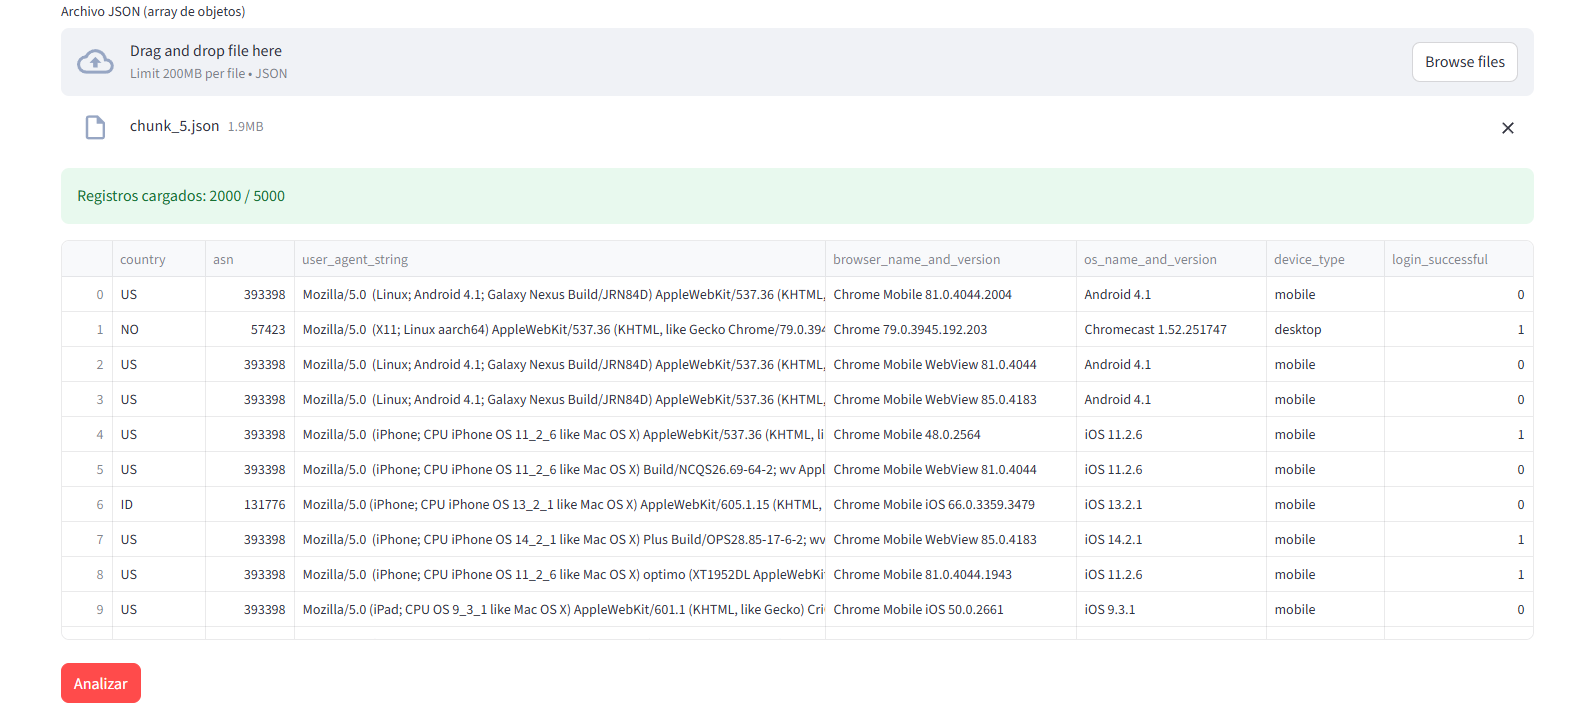 Archivo JSON (array de objetos)
Drag and drop file here
Limit 200MB per file • JSON
Browse files
chunk_5.json 1.9MB
Registros cargados: 2000 / 5000
country asn user_agent_string browser_name_and_version os_name_and_version device_type login_successful
0 US 393398 Mozilla/5.0 (Linux; Android 4.1; Galaxy Nexus Build/JRN84D) AppleWebKit/537.36 (KHTML, Chrome Mobile 81.0.4044.2004 Android 4.1 mobile 0
1 NO 57423 Mozilla/5.0 (X11; Linux aarch64) AppleWebKit/537.36 (KHTML, like Gecko Chrome/79.0.394 Chrome 79.0.3945.192.203 Chromecast 1.52.251747 desktop 1
2 US 393398 Mozilla/5.0 (Linux; Android 4.1; Galaxy Nexus Build/JRN84D) AppleWebKit/537.36 (KHTML, Chrome Mobile WebView 81.0.4044 Android 4.1 mobile 0
3 US 393398 Mozilla/5.0 (Linux; Android 4.1; Galaxy Nexus Build/JRN84D) AppleWebKit/537.36 (KHTML, Chrome Mobile WebView 85.0.4183 Android 4.1 mobile 0
4 US 393398 Mozilla/5.0 (iPhone; CPU iPhone OS 11_2_6 like Mac OS X) AppleWebKit/537.36 (KHTML, li Chrome Mobile 48.0.2564 iOS 11.2.6 mobile 1
5 US 393398 Mozilla/5.0 (iPhone; CPU iPhone OS 11_2_6 like Mac OS X) Build/NCQS26.69-64-2; wv Appl Chrome Mobile WebView 81.0.4044 iOS 11.2.6 mobile 0
6 ID 131776 Mozilla/5.0 (iPhone; CPU iPhone OS 13_2_1 like Mac OS X) AppleWebKit/605.1.15 (KHTML, Chrome Mobile iOS 66.0.3359.3479 iOS 13.2.1 mobile 0
7 US 393398 Mozilla/5.0 (iPhone; CPU iPhone OS 14_2_1 like Mac OS X) Plus Build/OPS28.85-17-6-2; wv Chrome Mobile WebView 85.0.4183 iOS 14.2.1 mobile 1
8 US 393398 Mozilla/5.0 (iPhone; CPU iPhone OS 11_2_6 like Mac OS X) optimo (XT1952DL AppleWebKi Chrome Mobile 81.0.4044.1943 iOS 11.2.6 mobile 1
9 US 393398 Mozilla/5.0 (iPad; CPU OS 9_3_1 like Mac OS X) AppleWebKit/601.1 (KHTML, like Gecko) Cri Chrome Mobile iOS 50.0.2661 iOS 9.3.1 mobile 0
Analizar